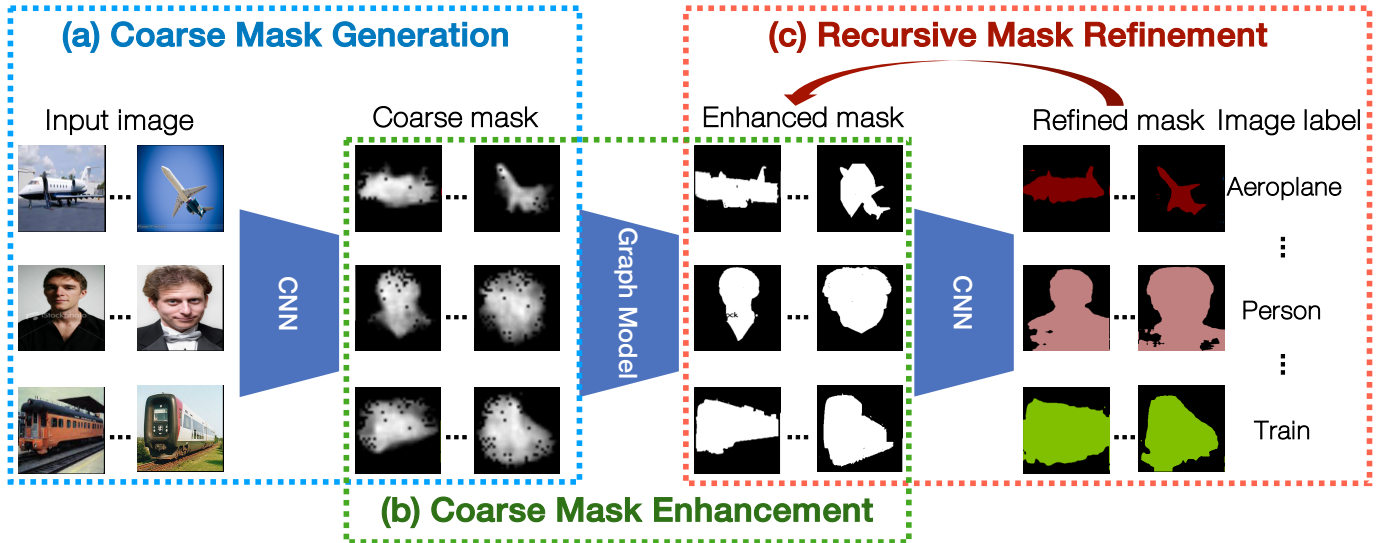 (a) Coarse Mask Generation
(c) Recursive Mask Refinement
Input image
Coarse mask
Enhanced mask
Refined mask
Image label
CNN
Graph Model
CNN
Aeroplane
...
Person
...
Train
(b) Coarse Mask Enhancement